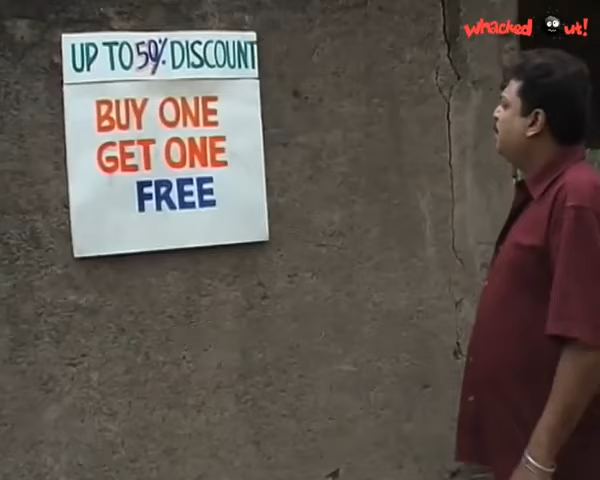 whacked out!
UP TO 50% DISCOUNT
BUY ONE
GET ONE
FREE